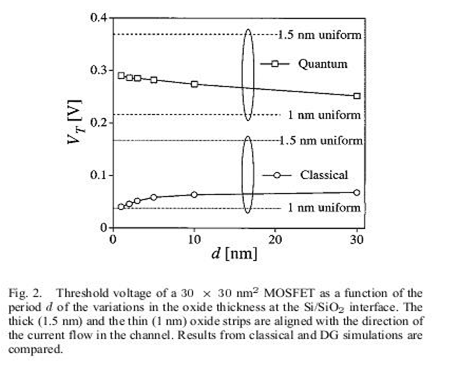 0.4
1.5 nm uniform
Quantum
0.3
V_T [V]
1 nm uniform
0.2
1.5 nm uniform
Classical
0.1
1 nm uniform
0
0 10 20 30
d [nm]
Fig. 2. Threshold voltage of a 30 × 30 nm² MOSFET as a function of the
period d of the variations in the oxide thickness at the Si/SiO₂ interface. The
thick (1.5 nm) and the thin (1 nm) oxide strips are aligned with the direction of
the current flow in the channel. Results from classical and DG simulations are
compared.